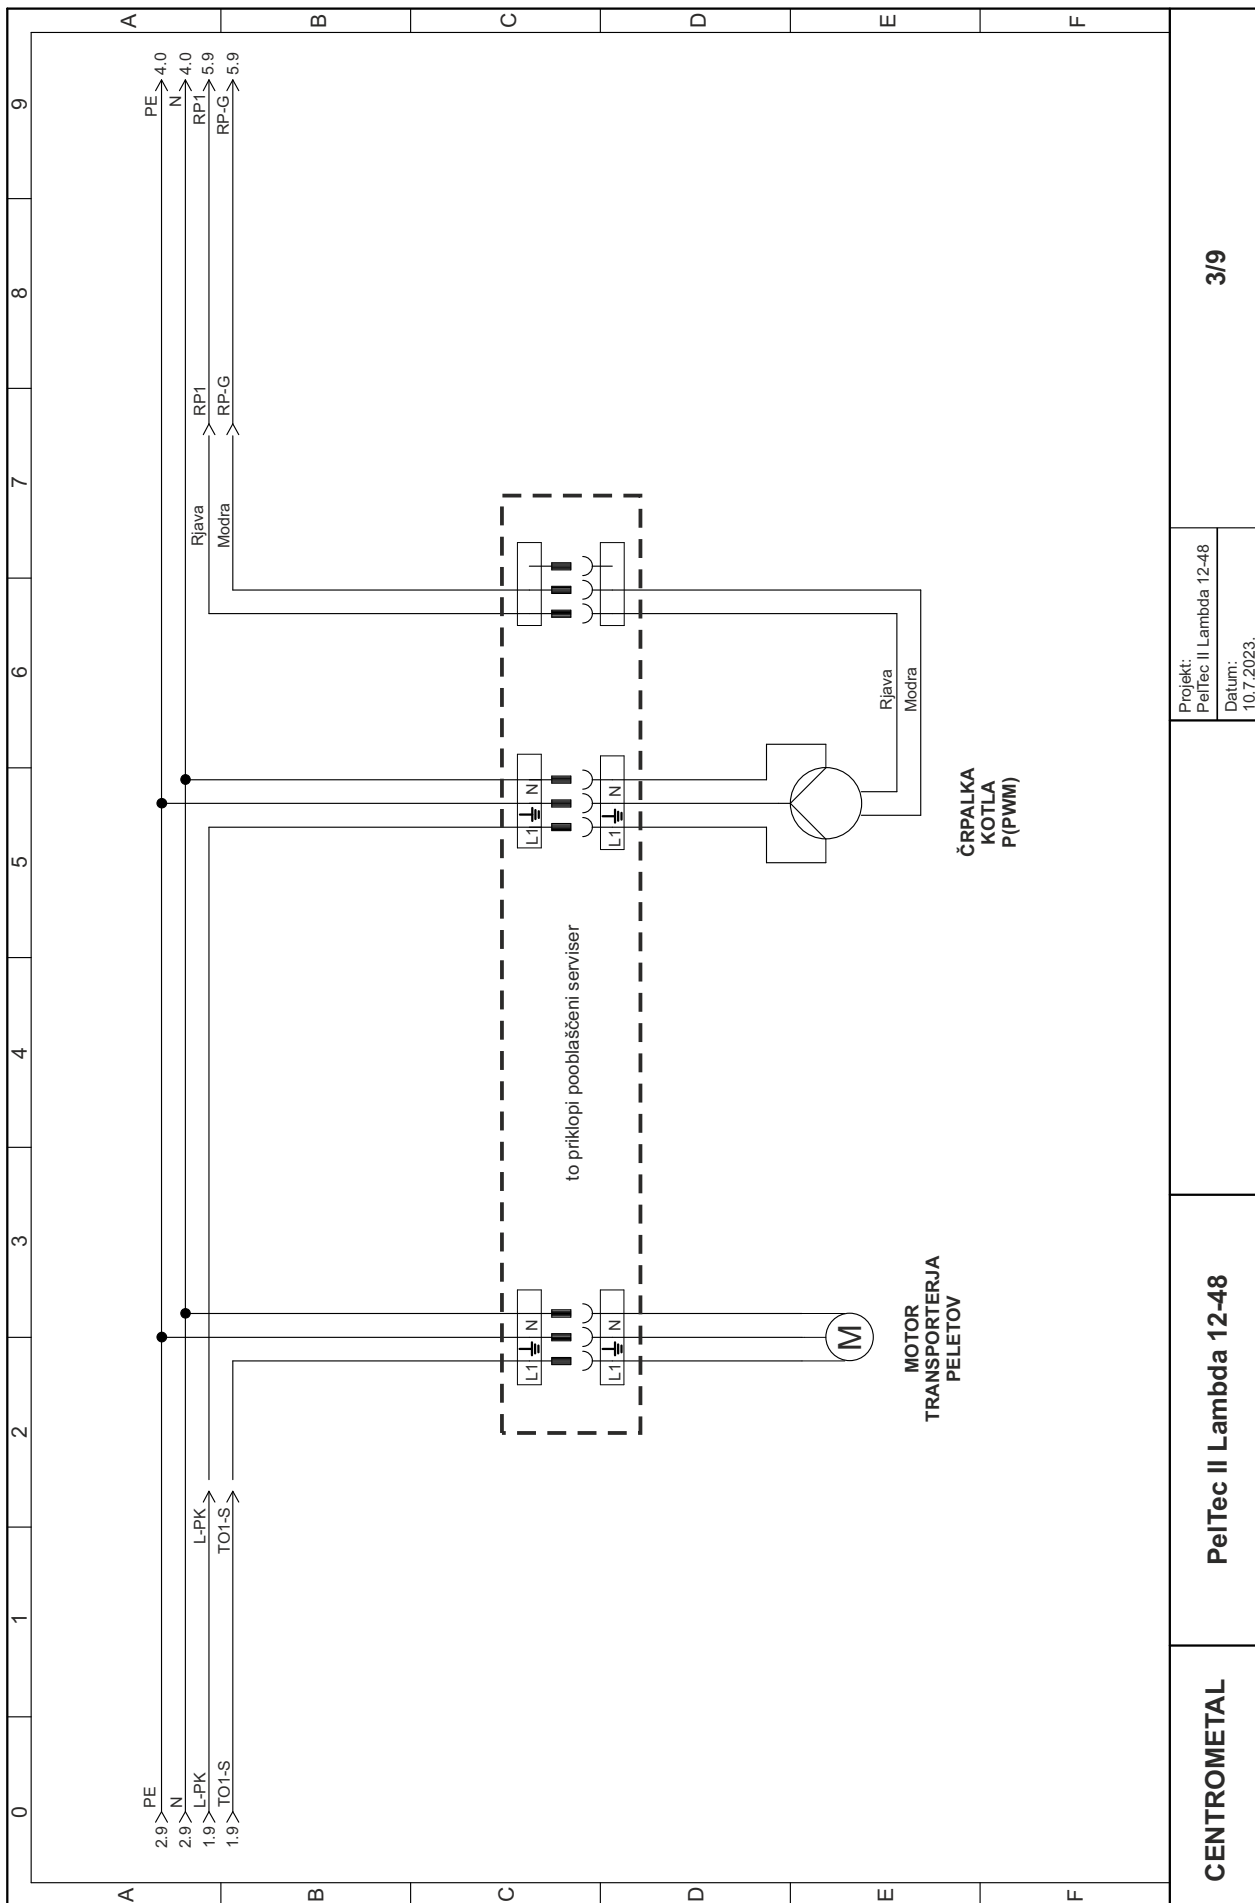 0 1 2 3 4 5 6 7 8 9
A A
B B
C C
D D
E E
F F
2.9 PE
2.9 N
1.9 L-PK
1.9 TO1-S
L-PK
TO1-S
PE 4.0
N 4.0
RP1 5.9
RP-G 5.9
RP1
RP-G
Rjava
Modra
L1 N
L1 N
L1 N
L1 N
to priklopi pooblaščeni serviser
M
MOTOR
TRANSPORTERJA
PELETOV
Rjava
Modra
ČRPALKA
KOTLA
P(PWM)
CENTROMETAL
PelTec II Lambda 12-48
Projekt:
PelTec II Lambda 12-48
Datum:
10.7.2023.
3/9